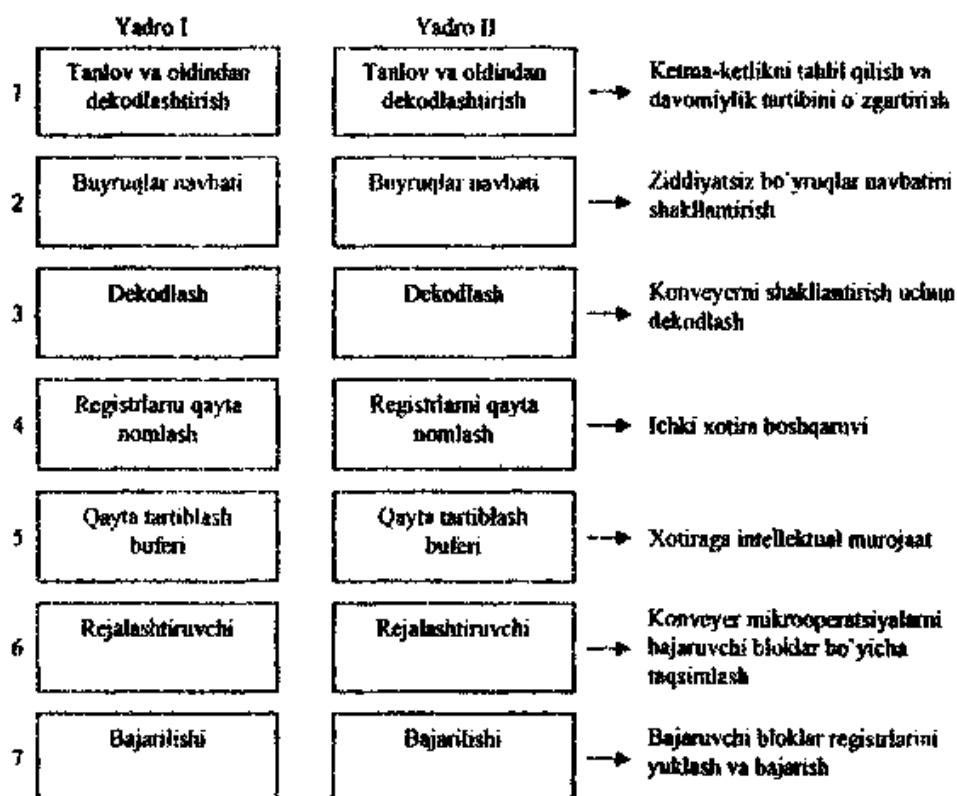 Yadro I
Yadro II
1
Tanlov va oldindan
dekodlashtirish
Tanlov va oldindan
dekodlashtirish
Ketma-ketlikni tahlil qilish va
davomiylik tartibini o`zgartirish
2
Buyruqlar navbati
Buyruqlar navbati
Ziddiyatsiz bo`yruqlar navbatini
shakllantirish
3
Dekodlash
Dekodlash
Konveyerni shakllantirish uchun
dekodlash
4
Registrlarni qayta
nomlash
Registrlarni qayta
nomlash
Ichki xotira boshqaruvi
5
Qayta tartiblash
buferi
Qayta tartiblash
buferi
Xotiraga intellektual murojaat
6
Rejalashtiruvchi
Rejalashtiruvchi
Konveyer mikrooperatsiyalarni
bajaruvchi bloklar bo`yicha
taqsimlash
7
Bajarilishi
Bajarilishi
Bajaruvchi bloklar registrlarini
yuklash va bajarish